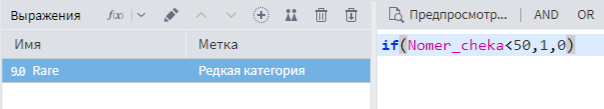 Выражения f(x) Предпросмотр... AND OR
Имя Метка
if(Nomer_cheka<50,1,0)
9.0 Rare Редкая категория